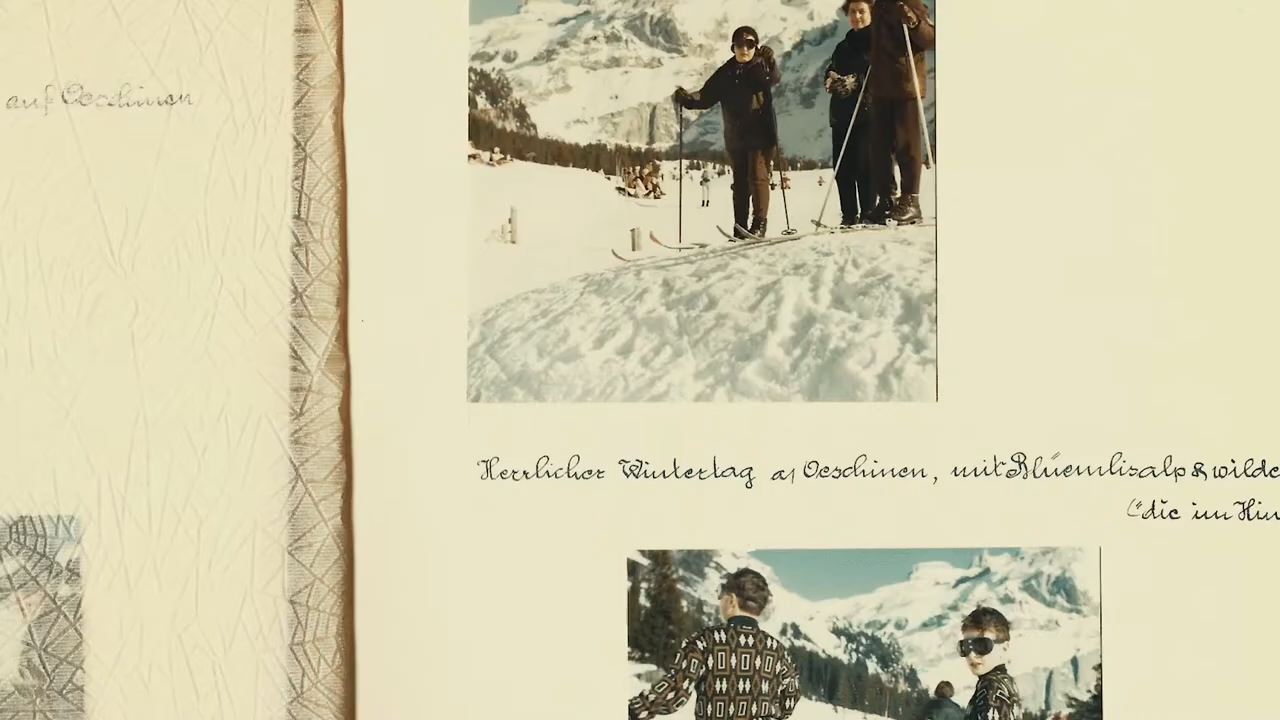 auf Oeschinen
Herrlicher Wintertag a/ Oeschinen, mit Blüemlisalp & wilde
die im Hin